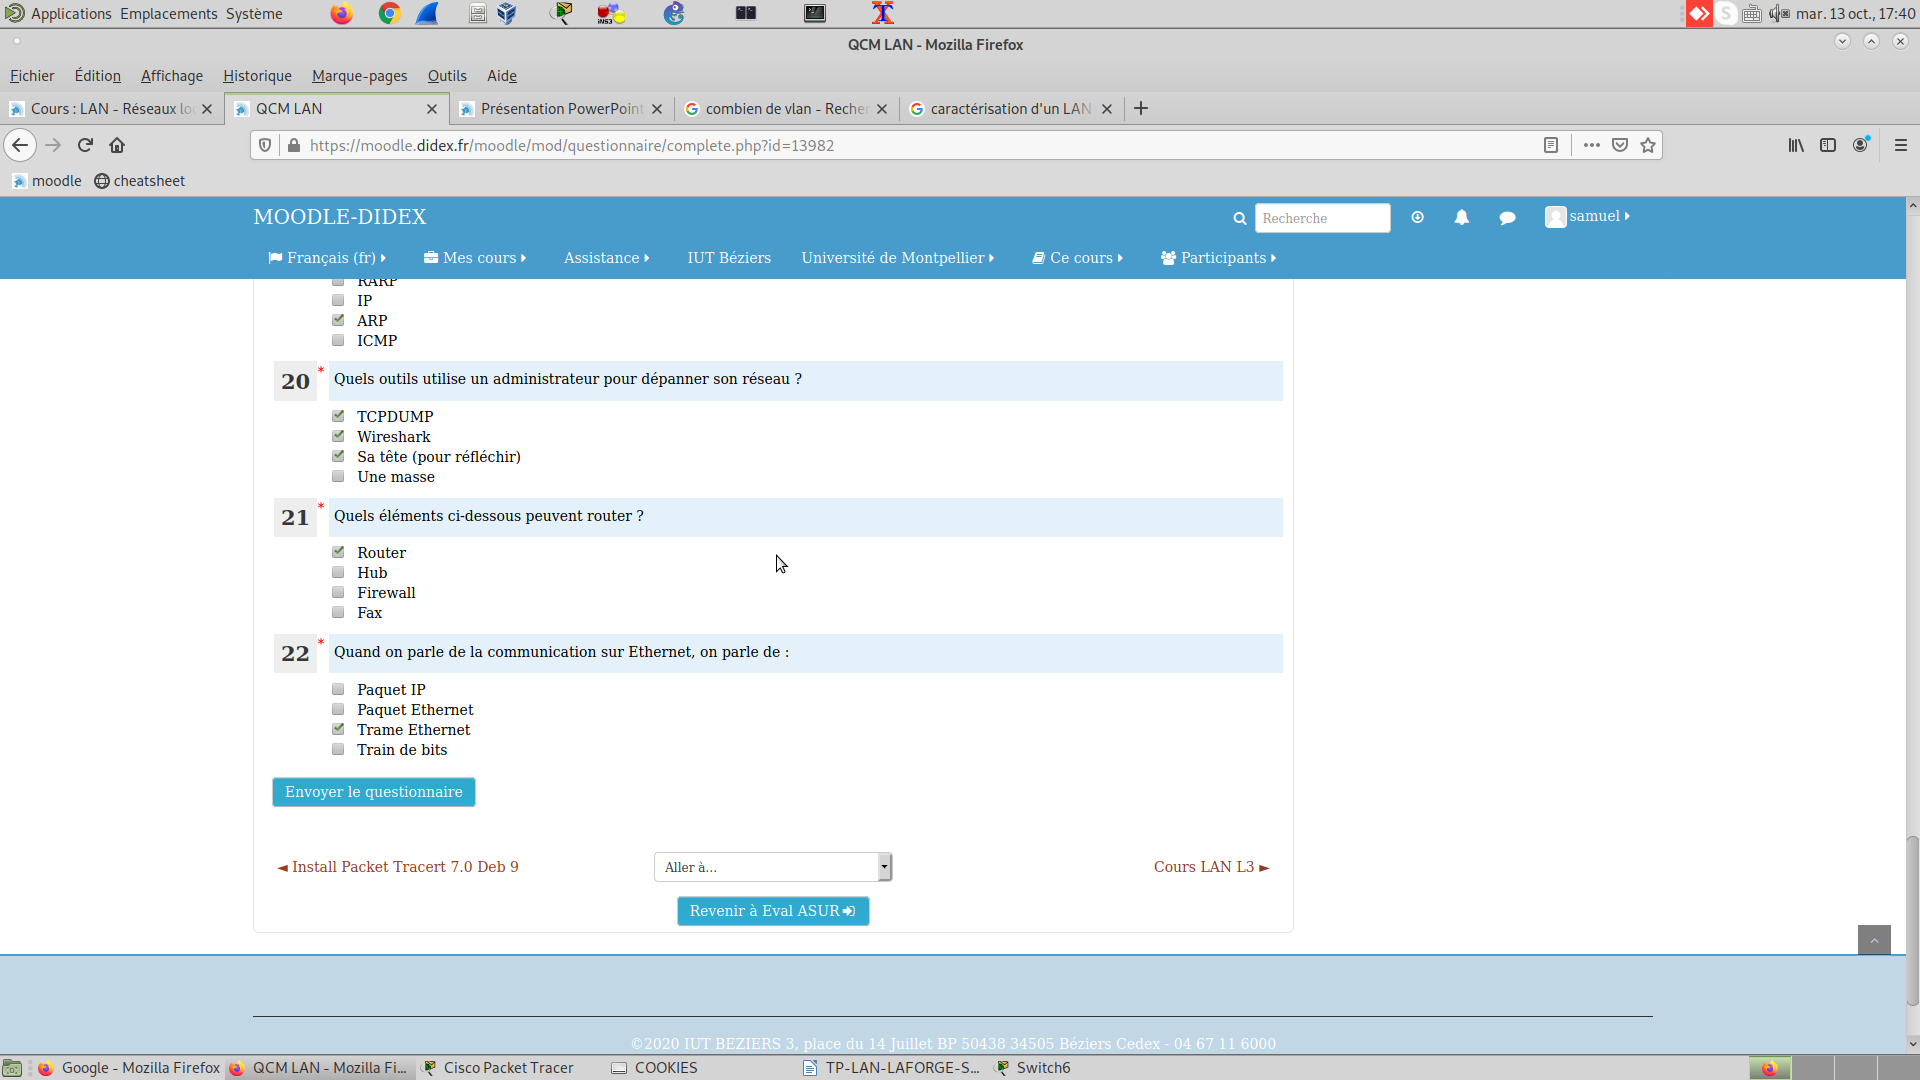 Applications Emplacements Système
iNS3
S
mar. 13 oct., 17:40
QCM LAN - Mozilla Firefox
Fichier Édition Affichage Historique Marque-pages Outils Aide
Cours : LAN - Réseaux lo
QCM LAN
Présentation PowerPoint
combien de vlan - Recher
caractérisation d'un LAN
https://moodle.didex.fr/moodle/mod/questionnaire/complete.php?id=13982
moodle cheatsheet
MOODLE-DIDEX
Recherche
samuel
Français (fr) Mes cours Assistance IUT Béziers Université de Montpellier Ce cours Participants
RARP
IP
ARP
ICMP
20 * Quels outils utilise un administrateur pour dépanner son réseau ?
TCPDUMP
Wireshark
Sa tête (pour réfléchir)
Une masse
21 * Quels éléments ci-dessous peuvent router ?
Router
Hub
Firewall
Fax
22 * Quand on parle de la communication sur Ethernet, on parle de :
Paquet IP
Paquet Ethernet
Trame Ethernet
Train de bits
Envoyer le questionnaire
◄ Install Packet Tracert 7.0 Deb 9
Aller à...
Cours LAN L3 ►
Revenir à Eval ASUR
©2020 IUT BEZIERS 3, place du 14 Juillet BP 50438 34505 Béziers Cedex - 04 67 11 6000
Google - Mozilla Firefox
QCM LAN - Mozilla Fi...
Cisco Packet Tracer
COOKIES
TP-LAN-LAFORGE-S...
Switch6